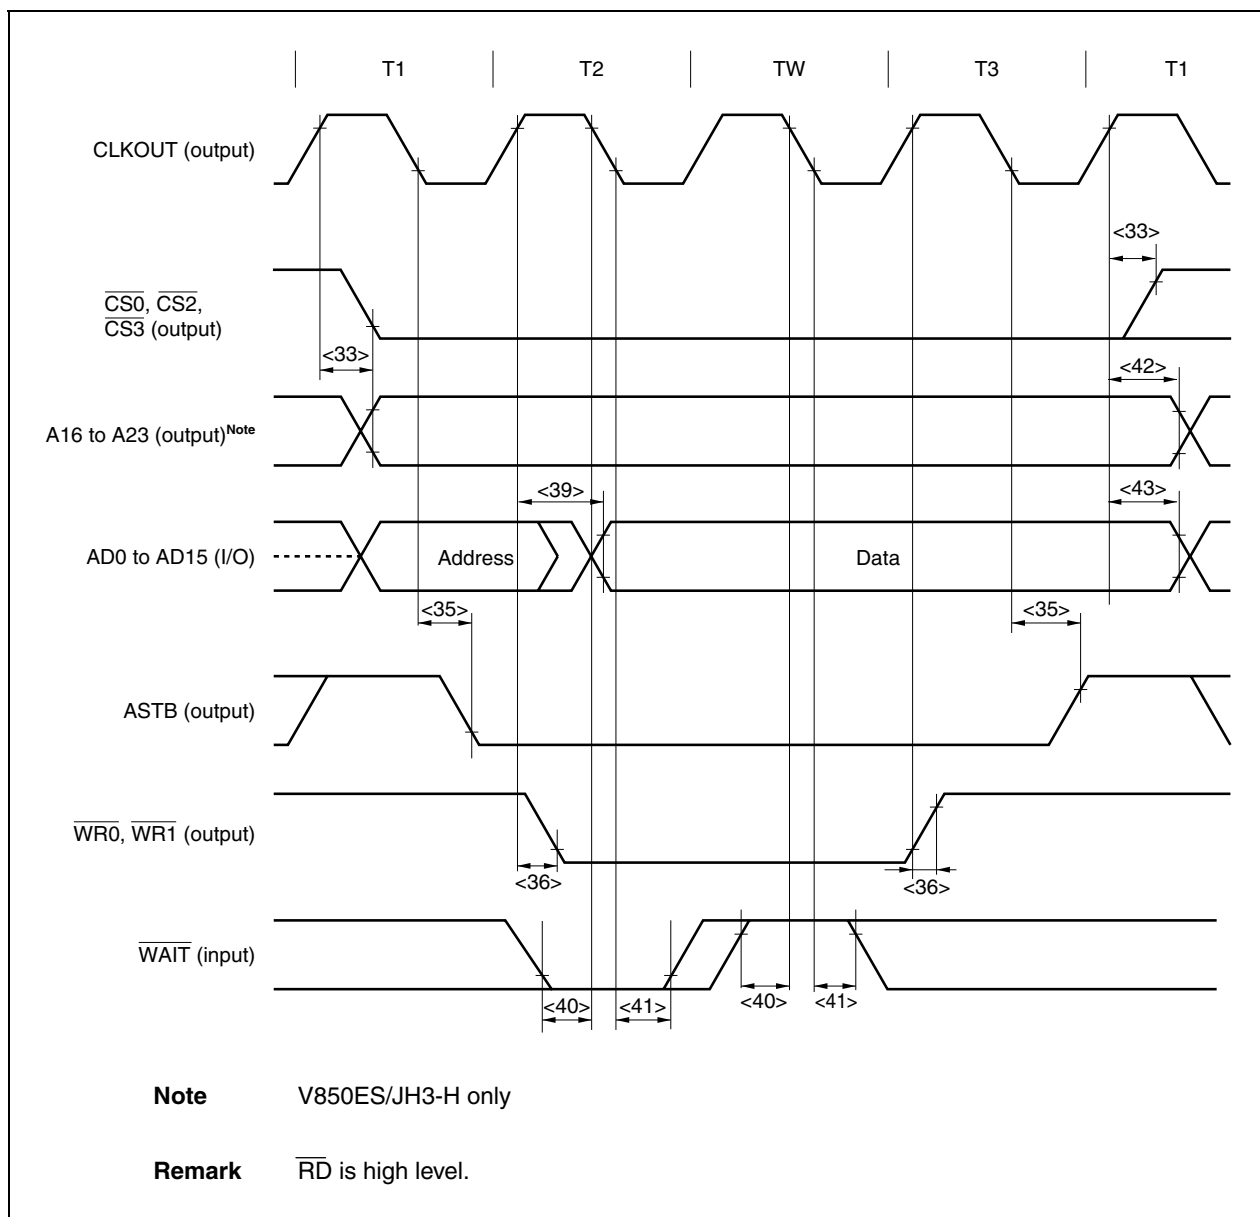 T1 T2 TW T3 T1
CLKOUT (output)
<33>
CS0, CS2,
CS3 (output)
<33>
<42>
A16 to A23 (output)Note
<39>
<43>
AD0 to AD15 (I/O)
Address
Data
<35>
<35>
ASTB (output)
WR0, WR1 (output)
<36>
<36>
WAIT (input)
<40> <41> <40> <41>
Note V850ES/JH3-H only
Remark RD is high level.